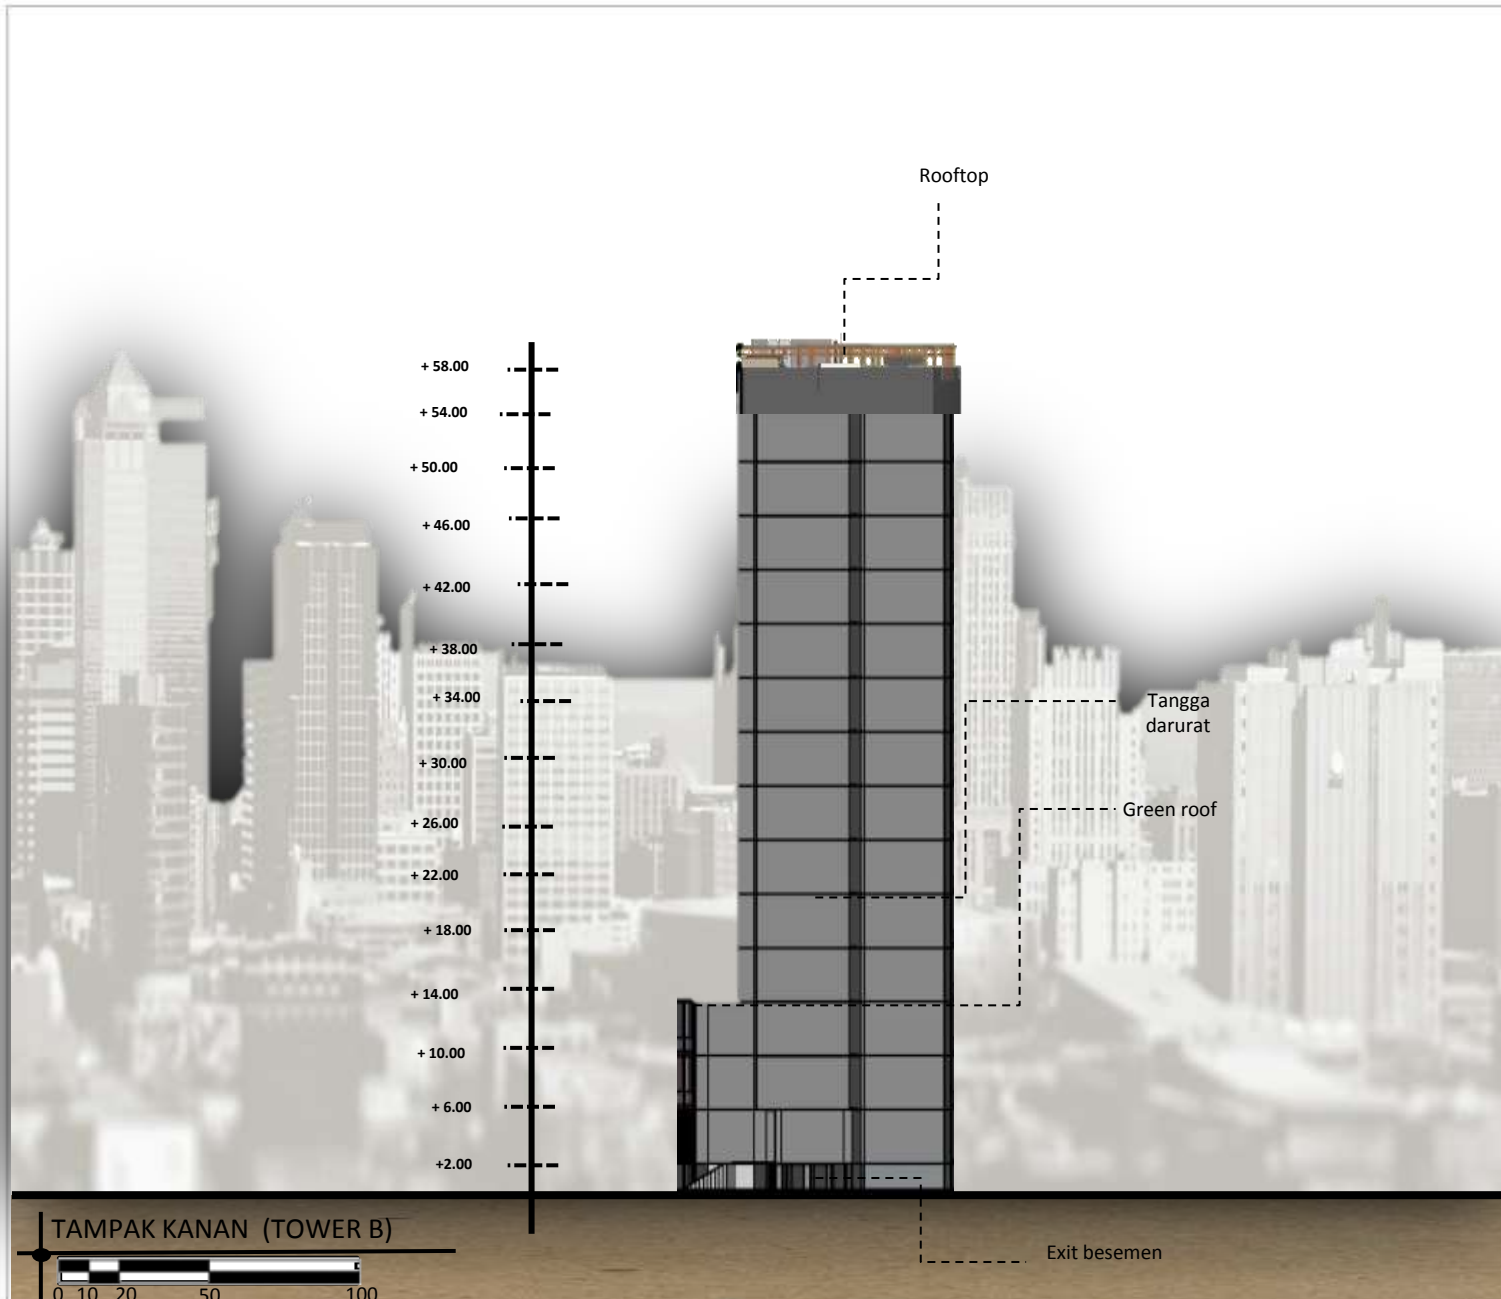 Rooftop
+ 58.00
+ 54.00
+ 50.00
+ 46.00
+ 42.00
+ 38.00
+ 34.00
Tangga
darurat
+ 30.00
Green roof
+ 26.00
+ 22.00
+ 18.00
+ 14.00
+ 10.00
+ 6.00
+2.00
TAMPAK KANAN (TOWER B)
Exit besemen
0 10 20 50 100